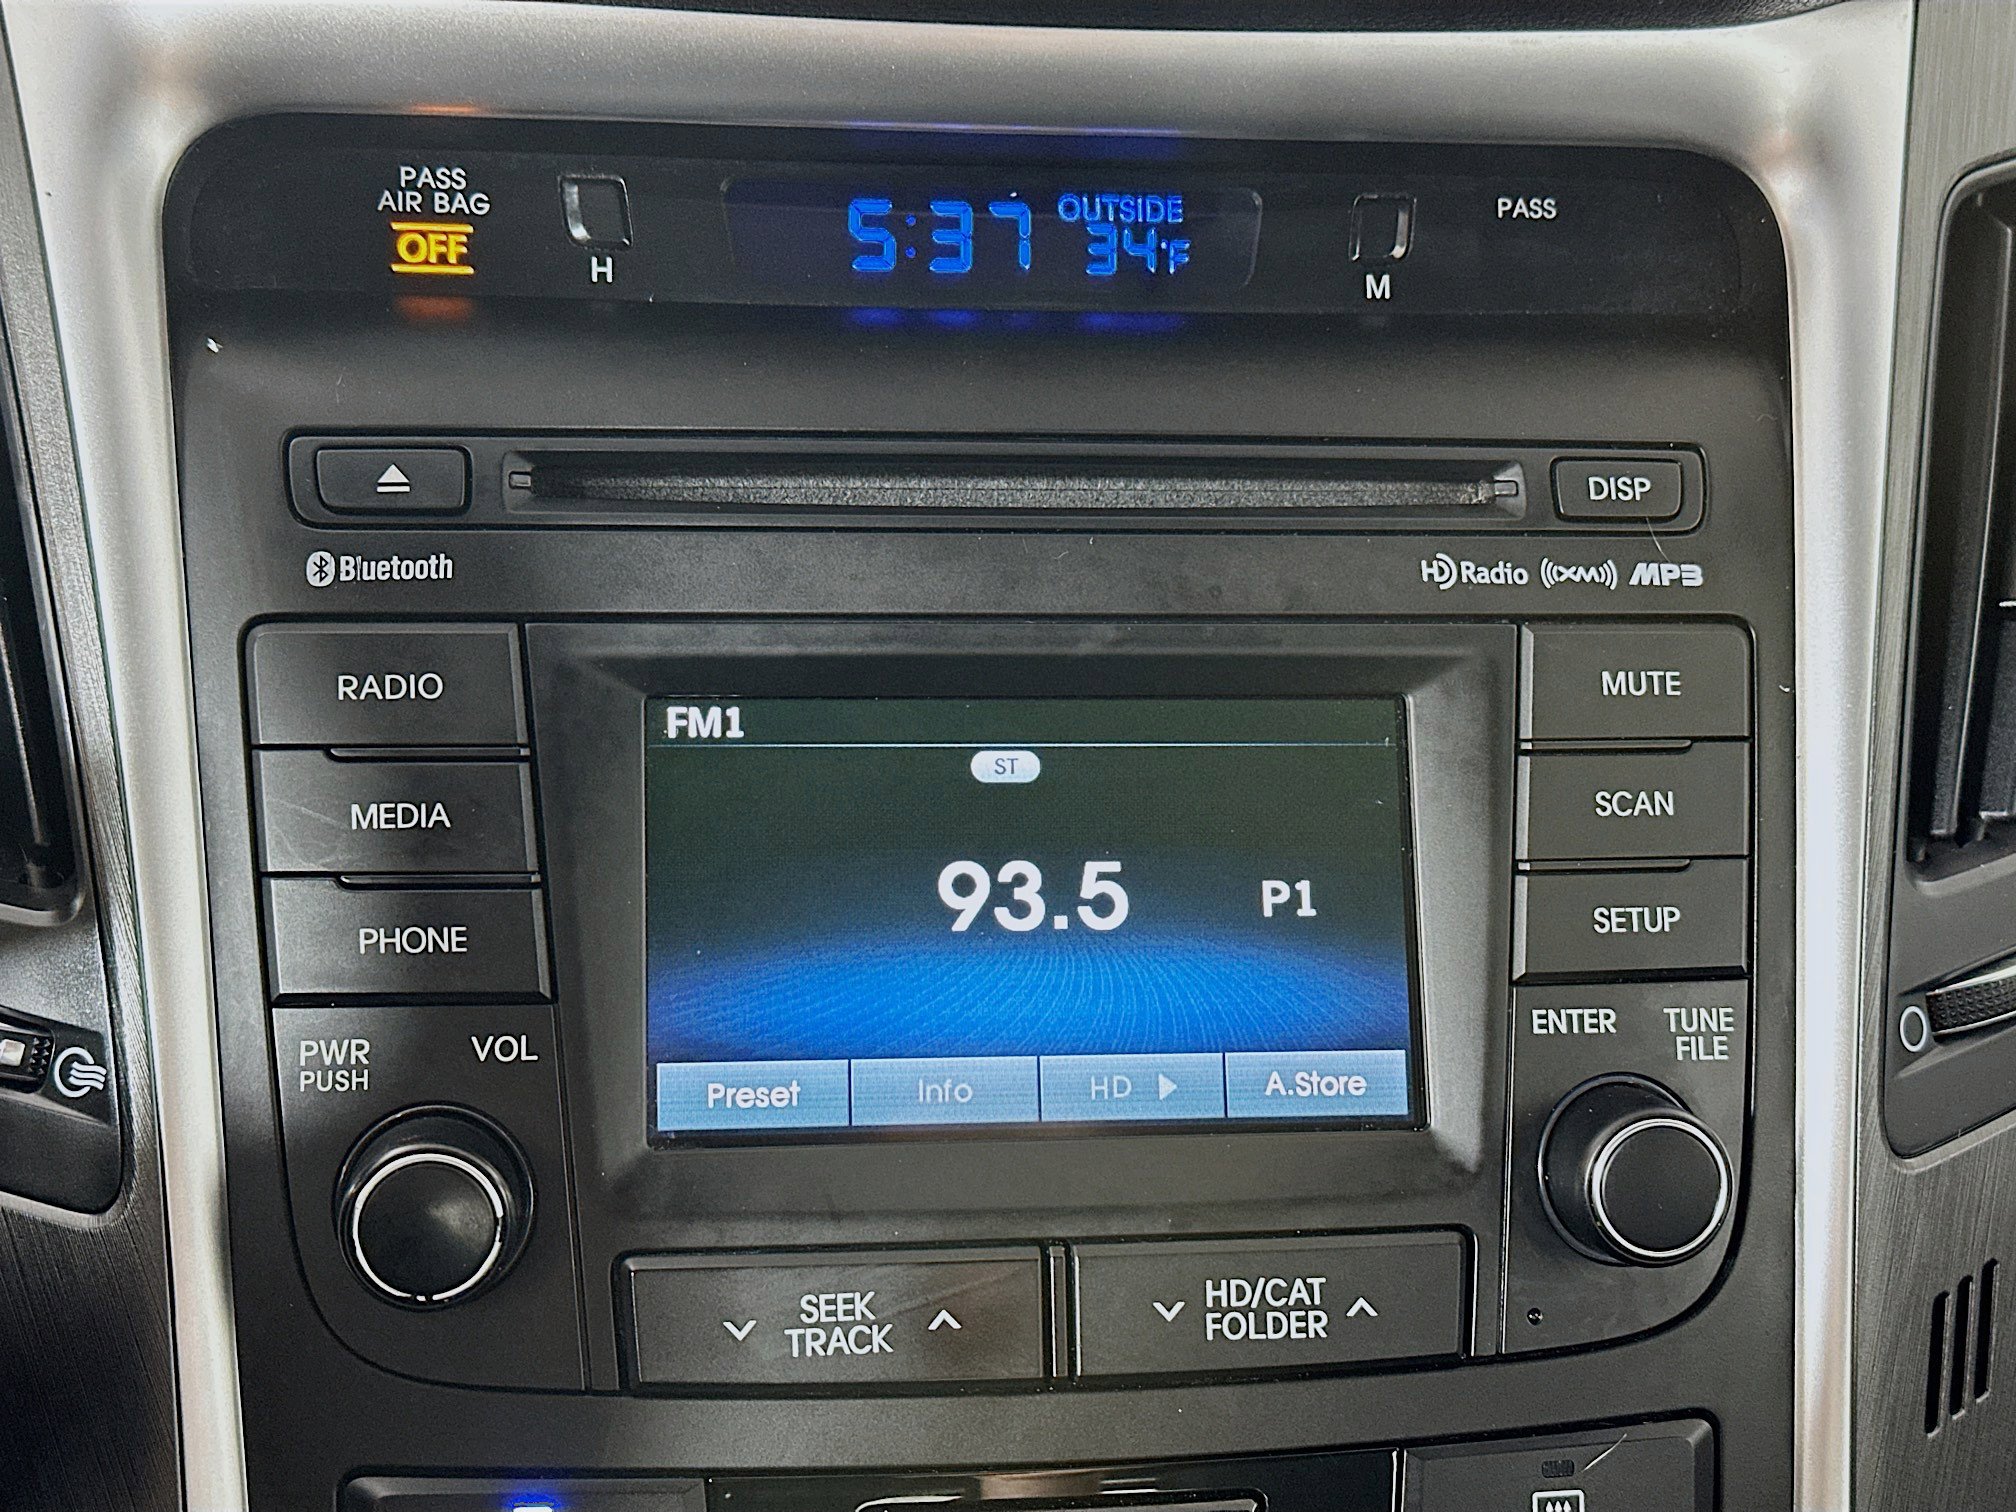 PASS
AIR BAG
OFF
H
5:37
OUTSIDE
34°F
M
PASS
DISP
Bluetooth
HD Radio ((XM)) MP3
RADIO
MEDIA
PHONE
PWR
PUSH
VOL
FM1
ST
93.5 P1
Preset Info HD A.Store
MUTE
SCAN
SETUP
ENTER
TUNE
FILE
SEEK
TRACK
HD/CAT
FOLDER